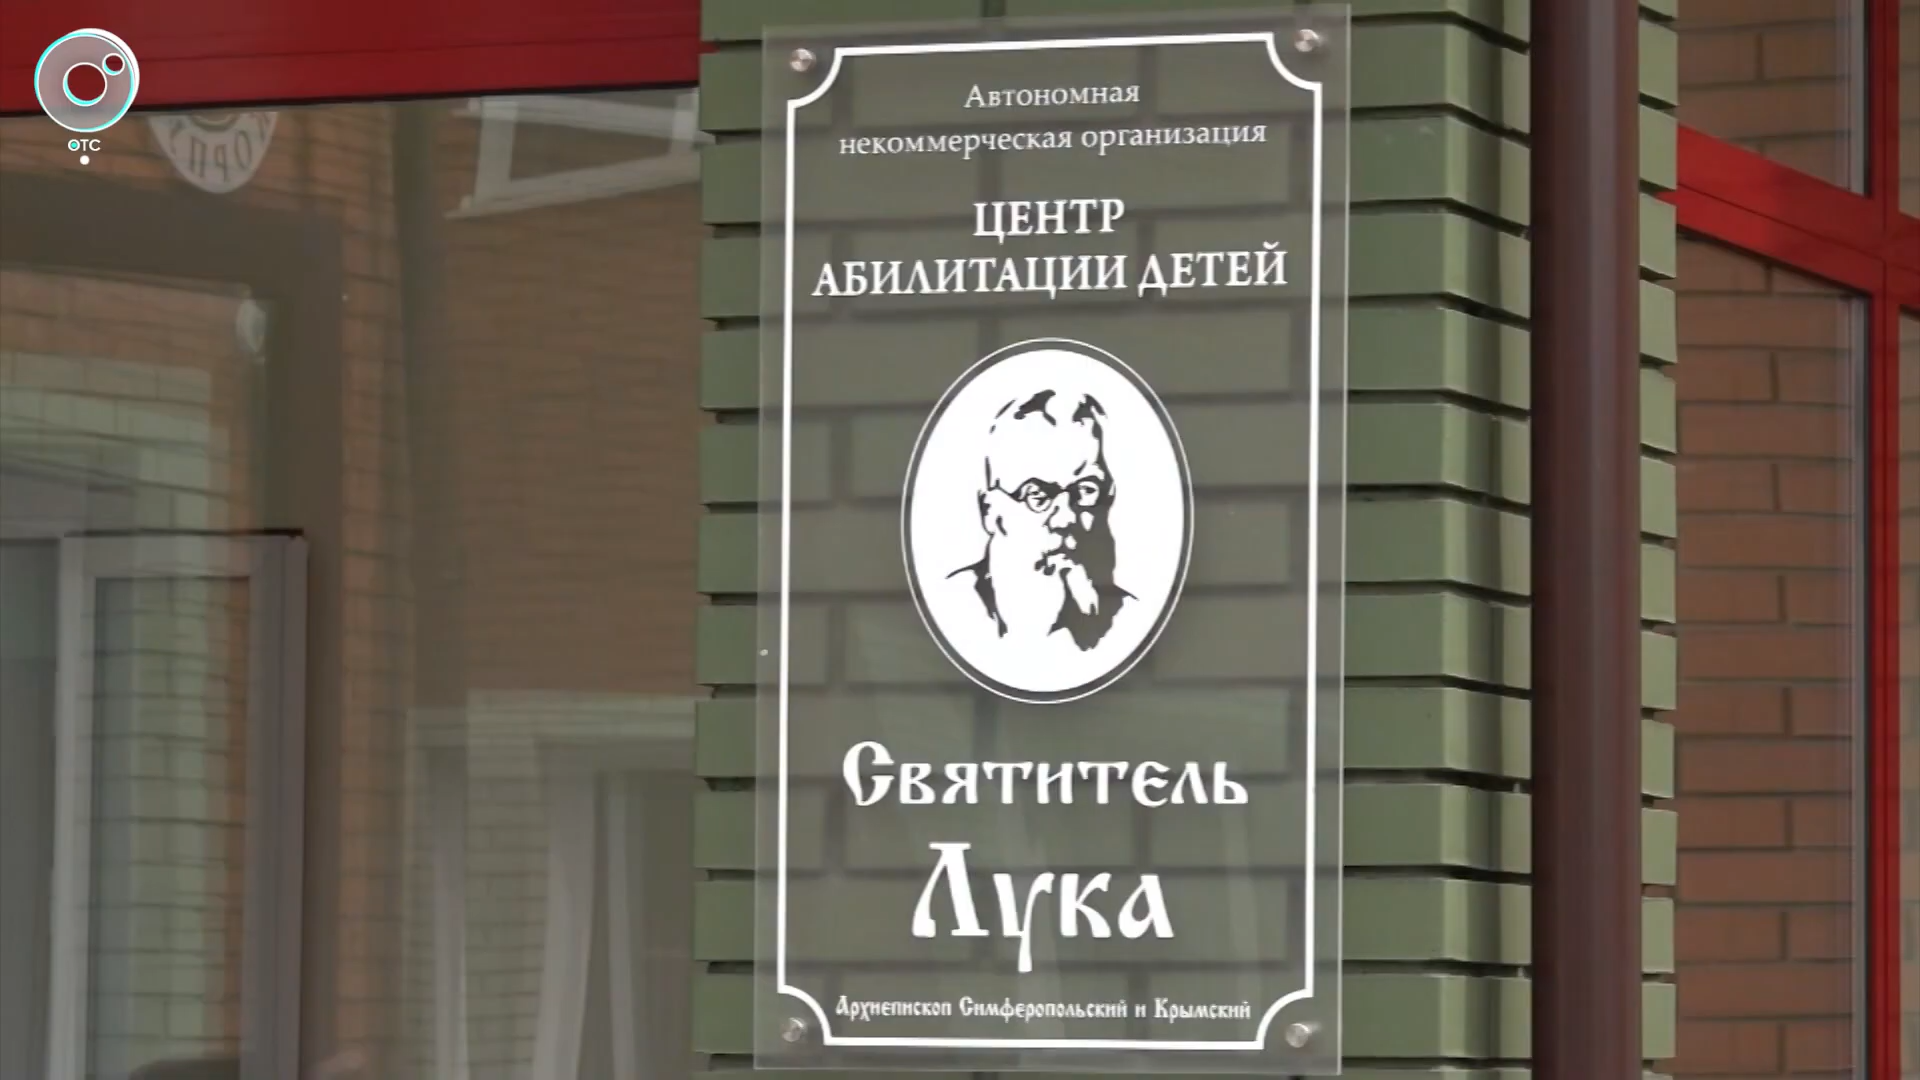 ОТС
Автономная
некоммерческая организация
ЦЕНТР
АБИЛИТАЦИИ ДЕТЕЙ
Святитель
Лука
Архиепископ Симферопольский и Крымский